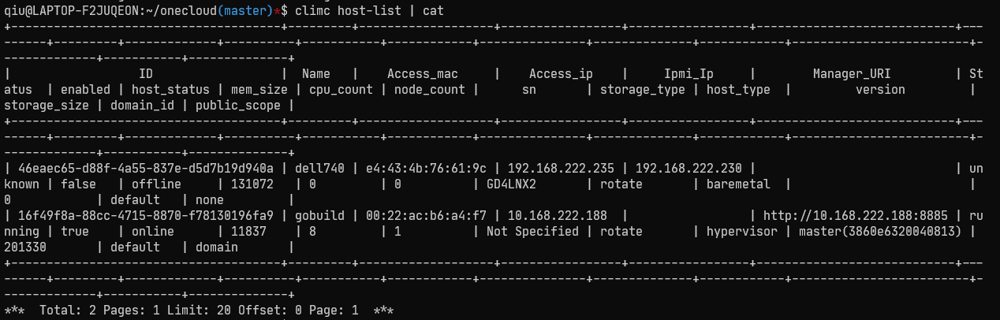 qiu@LAPTOP-F2JUQEON:~/onecloud(master)*$ climc host-list | cat
+--------------------------------------+---------+-------------------+-----------------+-----------------+----------------------------+---
------+---------+-------------+----------+-----------+------------+---------------+--------------+------------+-------------------------+-
-------------+-----------+--------------+
|                  ID                  |  Name   |    Access_mac     |    Access_ip    |     Ipmi_Ip     |        Manager_URI         | St
atus  | enabled | host_status | mem_size | cpu_count | node_count |      sn       | storage_type | host_type  |         version         | 
storage_size | domain_id | public_scope |
+--------------------------------------+---------+-------------------+-----------------+-----------------+----------------------------+---
------+---------+-------------+----------+-----------+------------+---------------+--------------+------------+-------------------------+-
-------------+-----------+--------------+
| 46eaec65-d88f-4a55-837e-d5d7b19d940a | dell740 | e4:43:4b:76:61:9c | 192.168.222.235 | 192.168.222.230 |                            | un
known | false   | offline     | 131072   | 0         | 0          | GD4LNX2       | rotate       | baremetal  |                         | 
0            | default   | none         |
| 16f49f8a-88cc-4715-8870-f78130196fa9 | gobuild | 00:22:ac:b6:a4:f7 | 10.168.222.188  |                 | http://10.168.222.188:8885 | ru
nning | true    | online      | 11837    | 8         | 1          | Not Specified | rotate       | hypervisor | master(3860e6320040813) | 
201330       | default   | domain       |
+--------------------------------------+---------+-------------------+-----------------+-----------------+----------------------------+---
------+---------+-------------+----------+-----------+------------+---------------+--------------+------------+-------------------------+-
-------------+-----------+--------------+
***  Total: 2 Pages: 1 Limit: 20 Offset: 0 Page: 1  ***